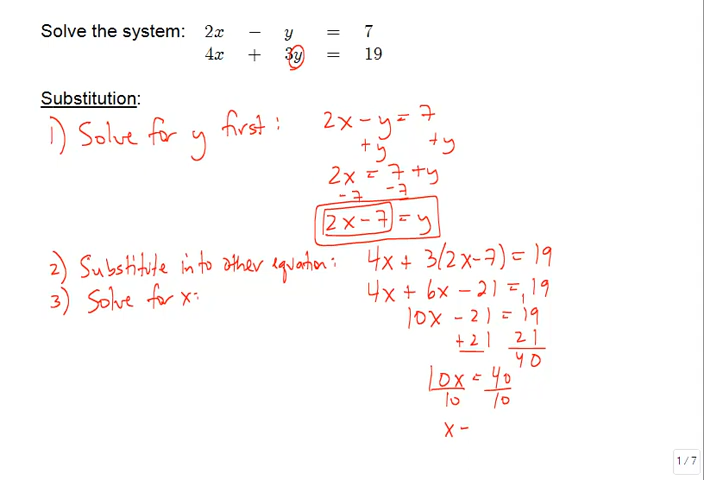 Solve the system: 2x − y = 7
4x + 3y = 19
Substitution:
1) Solve for y first: 2x - y = 7
+y +y
2x = 7 + y
-7 -7
2x - 7 = y
2) Substitute into other equation: 4x + 3(2x-7) = 19
3) Solve for x: 4x + 6x - 21 = 19
10x - 21 = 19
+21 21
40
10x = 40
10 10
x -
1/7